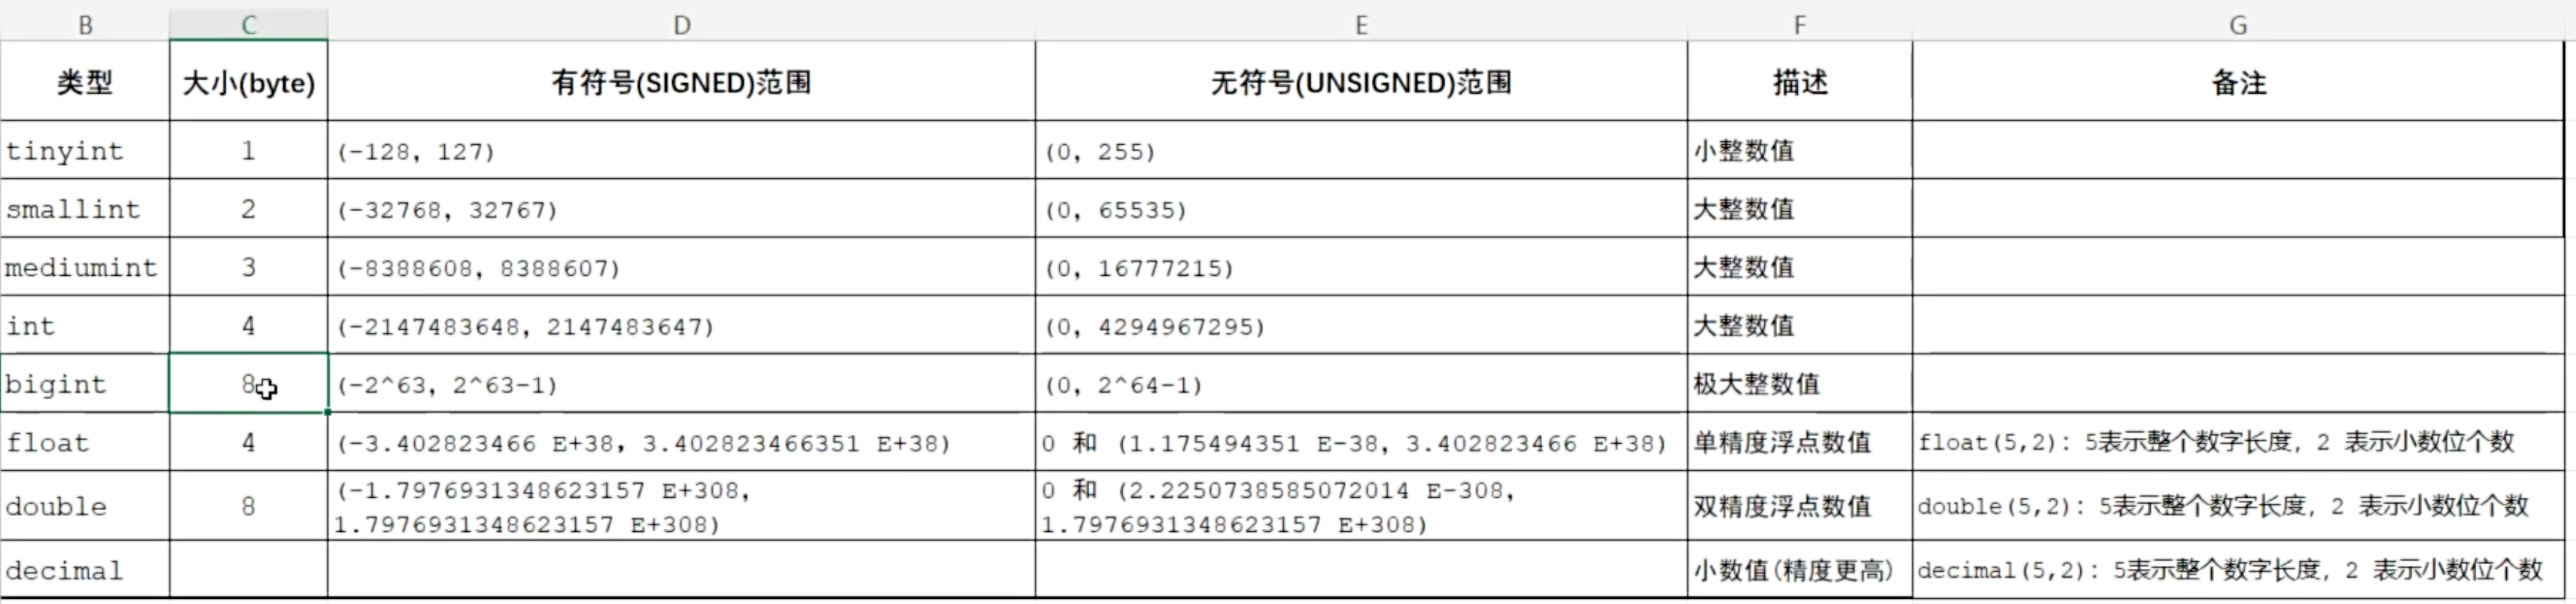 B C D E F G
类型 大小(byte) 有符号(SIGNED)范围 无符号(UNSIGNED)范围 描述 备注
tinyint 1 (-128, 127) (0, 255) 小整数值
smallint 2 (-32768, 32767) (0, 65535) 大整数值
mediumint 3 (-8388608, 8388607) (0, 16777215) 大整数值
int 4 (-2147483648, 2147483647) (0, 4294967295) 大整数值
bigint 8 (-2^63, 2^63-1) (0, 2^64-1) 极大整数值
float 4 (-3.402823466 E+38, 3.402823466351 E+38) 0 和 (1.175494351 E-38, 3.402823466 E+38) 单精度浮点数值 float(5,2): 5表示整个数字长度, 2 表示小数位个数
double 8 (-1.7976931348623157 E+308, 
1.7976931348623157 E+308) 0 和 (2.2250738585072014 E-308, 
1.7976931348623157 E+308) 双精度浮点数值 double(5,2): 5表示整个数字长度, 2 表示小数位个数
decimal 小数值(精度更高) decimal(5,2): 5表示整个数字长度, 2 表示小数位个数